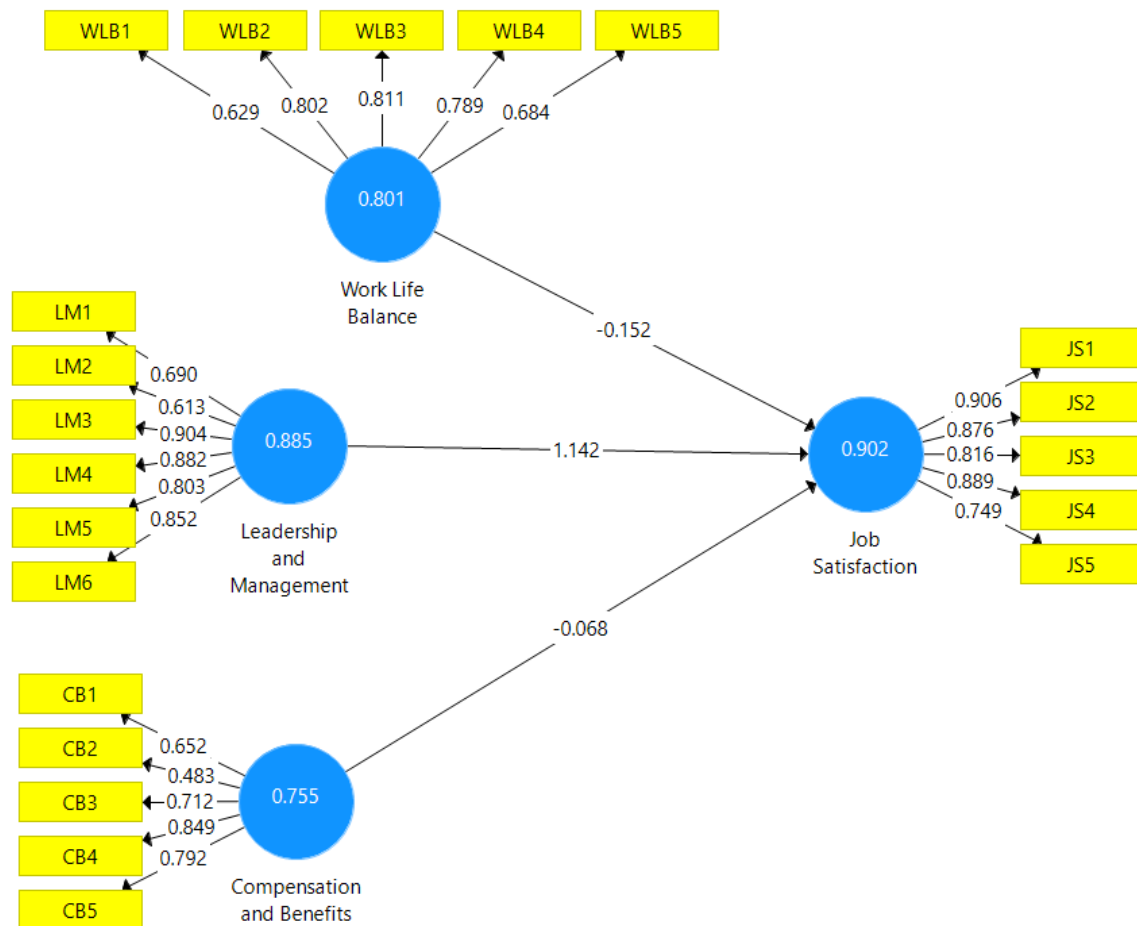 WLB1 WLB2 WLB3 WLB4 WLB5
0.629 0.802 0.811 0.789 0.684
0.801
Work Life
Balance
-0.152
LM1
LM2
LM3
LM4
LM5
LM6
0.690
0.613
0.904
0.882
0.803
0.852
0.885
Leadership
and
Management
1.142
0.902
Job
Satisfaction
0.906
0.876
0.816
0.889
0.749
JS1
JS2
JS3
JS4
JS5
-0.068
CB1
CB2
CB3
CB4
CB5
0.652
0.483
0.712
0.849
0.792
0.755
Compensation
and Benefits